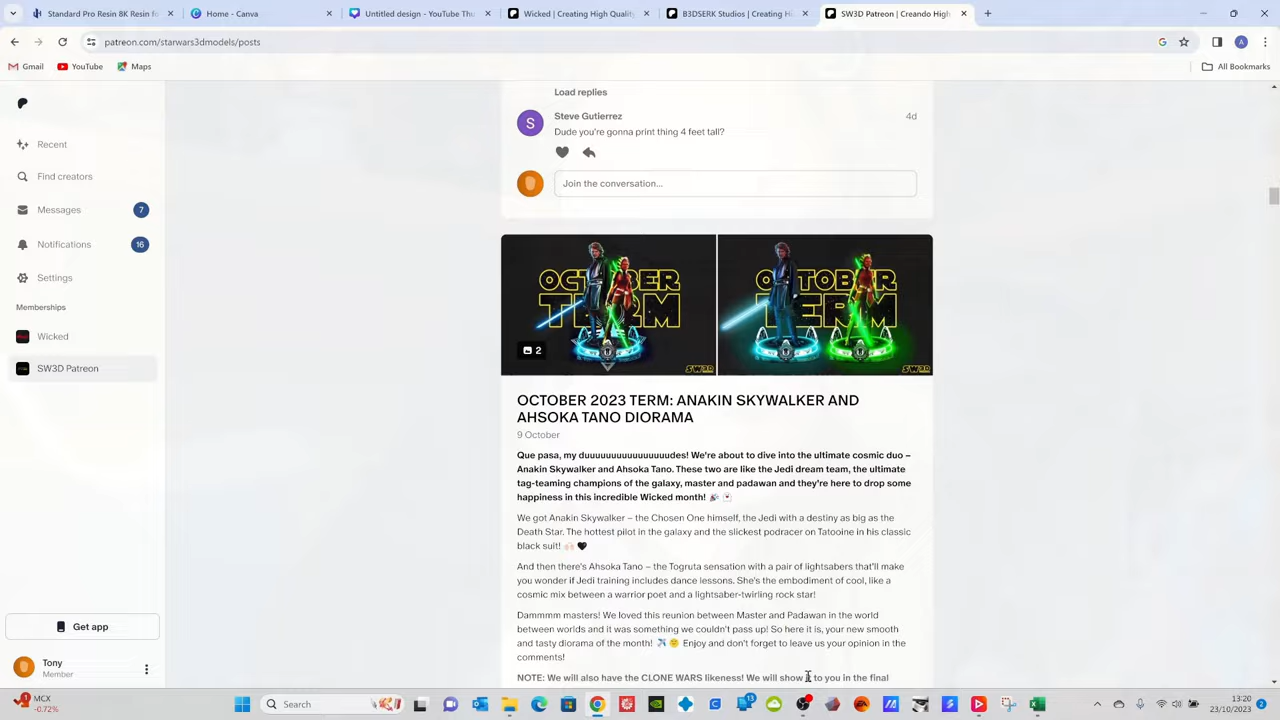 Standard Pro Resin 8K Resin fo
Home - Canva
Untitled design - YouTube Thu
Wicked | Creating High Quality
B3DSERK Studios | Creating Hi
SW3D Patreon | Creando High
patreon.com/starwars3dmodels/posts
Gmail
YouTube
Maps
All Bookmarks
Recent
Find creators
Messages
7
Notifications
16
Settings
Memberships
Wicked
SW3D Patreon
Get app
Tony
Member
Load replies
Steve Gutierrez
4d
Dude you're gonna print thing 4 feet tall?
Join the conversation...
OCTOBER
TERM
OCTOBER
TERM
2
SW3D
SW3D
OCTOBER 2023 TERM: ANAKIN SKYWALKER AND
AHSOKA TANO DIORAMA
9 October
Que pasa, my duuuuuuuuuuuuuuudes! We're about to dive into the ultimate cosmic duo –
Anakin Skywalker and Ahsoka Tano. These two are like the Jedi dream team, the ultimate
tag-teaming champions of the galaxy, master and padawan and they're here to drop some
happiness in this incredible Wicked month!
We got Anakin Skywalker – the Chosen One himself, the Jedi with a destiny as big as the
Death Star. The hottest pilot in the galaxy and the slickest podracer on Tatooine in his classic
black suit!
And then there's Ahsoka Tano – the Togruta sensation with a pair of lightsabers that'll make
you wonder if Jedi training includes dance lessons. She's the embodiment of cool, like a
cosmic mix between a warrior poet and a lightsaber-twirling rock star!
Dammmm masters! We loved this reunion between Master and Padawan in the world
between worlds and it was something we couldn't pass up! So here it is, your new smooth
and tasty diorama of the month! Enjoy and don't forget to leave us your opinion in the
comments!
NOTE: We will also have the CLONE WARS likeness! We will show it to you in the final
MCX
-0.72%
Search
13
13:20
23/10/2023